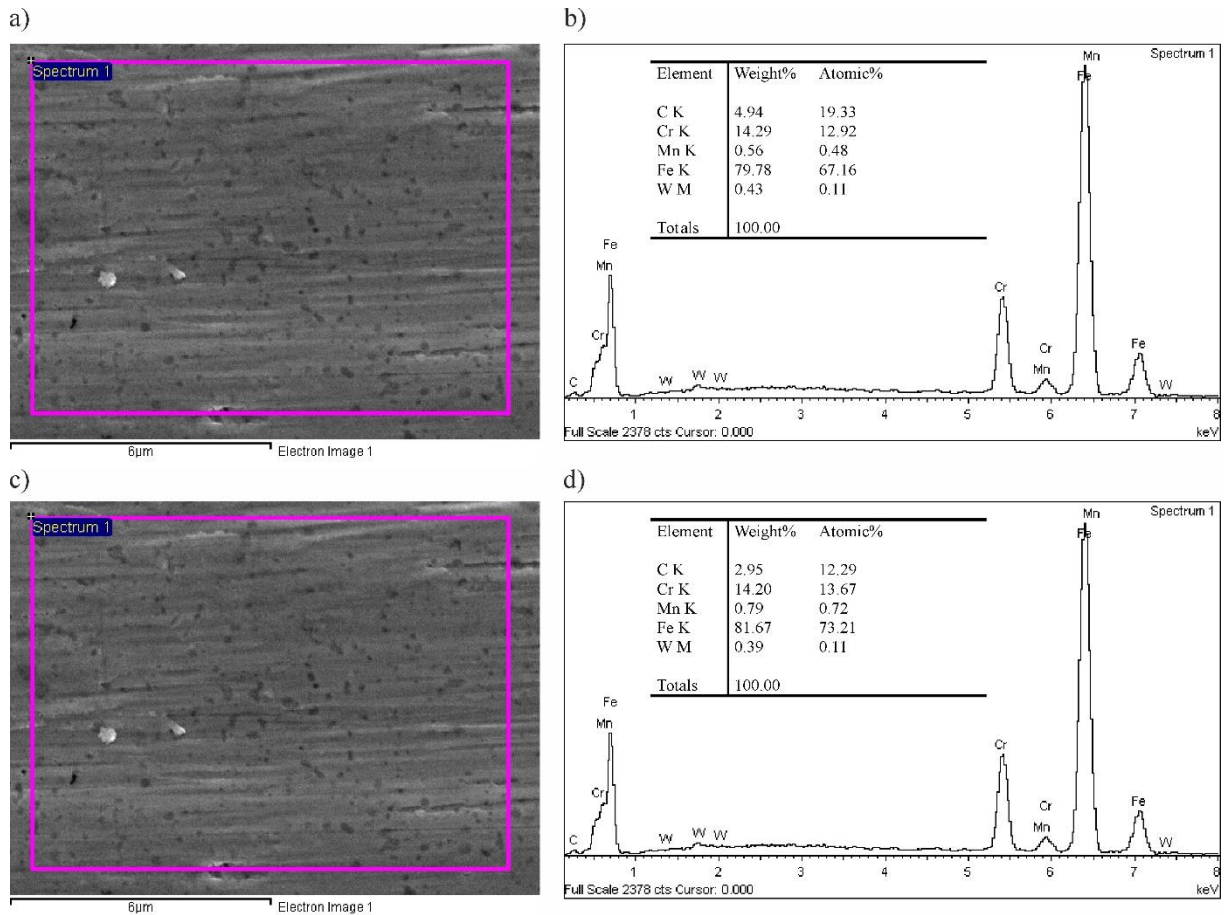 a)
Spectrum 1
6µm
Electron Image 1
b)
Spectrum 1
Element Weight% Atomic%
C K 4.94 19.33
Cr K 14.29 12.92
Mn K 0.56 0.48
Fe K 79.78 67.16
W M 0.43 0.11
Totals 100.00
Mn
Fe
Fe
Mn
Cr
C
W W W
Cr
Cr
Mn
Fe
W
1 2 3 4 5 6 7 8
Full Scale 2378 cts Cursor: 0.000
keV
c)
Spectrum 1
6µm
Electron Image 1
d)
Spectrum 1
Element Weight% Atomic%
C K 2.95 12.29
Cr K 14.20 13.67
Mn K 0.79 0.72
Fe K 81.67 73.21
W M 0.39 0.11
Totals 100.00
Mn
Fe
Fe
Mn
Cr
C
W W W
Cr
Cr
Mn
Fe
W
1 2 3 4 5 6 7 8
Full Scale 2378 cts Cursor: 0.000
keV